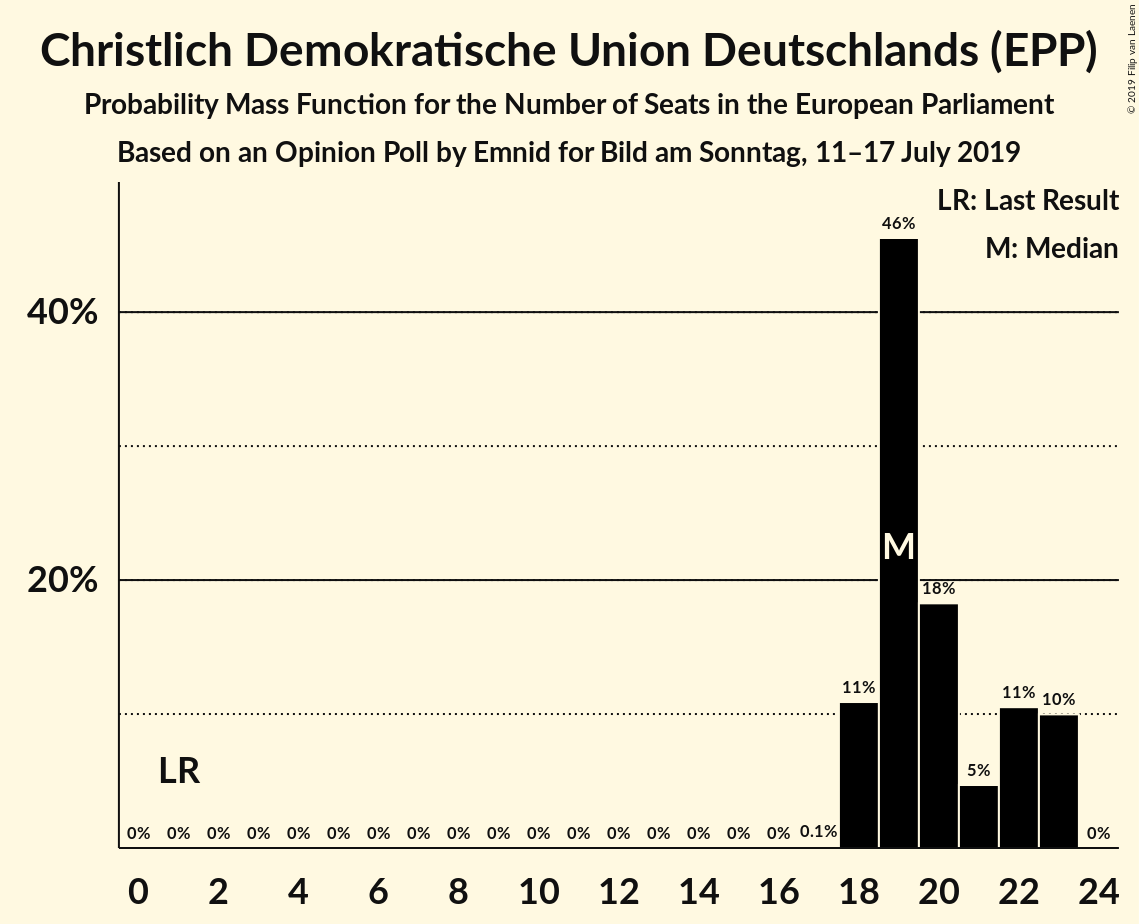 Christlich Demokratische Union Deutschlands (EPP)
Probability Mass Function for the Number of Seats in the European Parliament
Based on an Opinion Poll by Emnid for Bild am Sonntag, 11–17 July 2019
© 2019 Filip van Laenen
LR: Last Result
M: Median
46%
40%
M
20%
18%
11% 11% 10%
LR
5%
0% 0% 0% 0% 0% 0% 0% 0% 0% 0% 0% 0% 0% 0% 0% 0% 0% 0.1% 0%
0 2 4 6 8 10 12 14 16 18 20 22 24